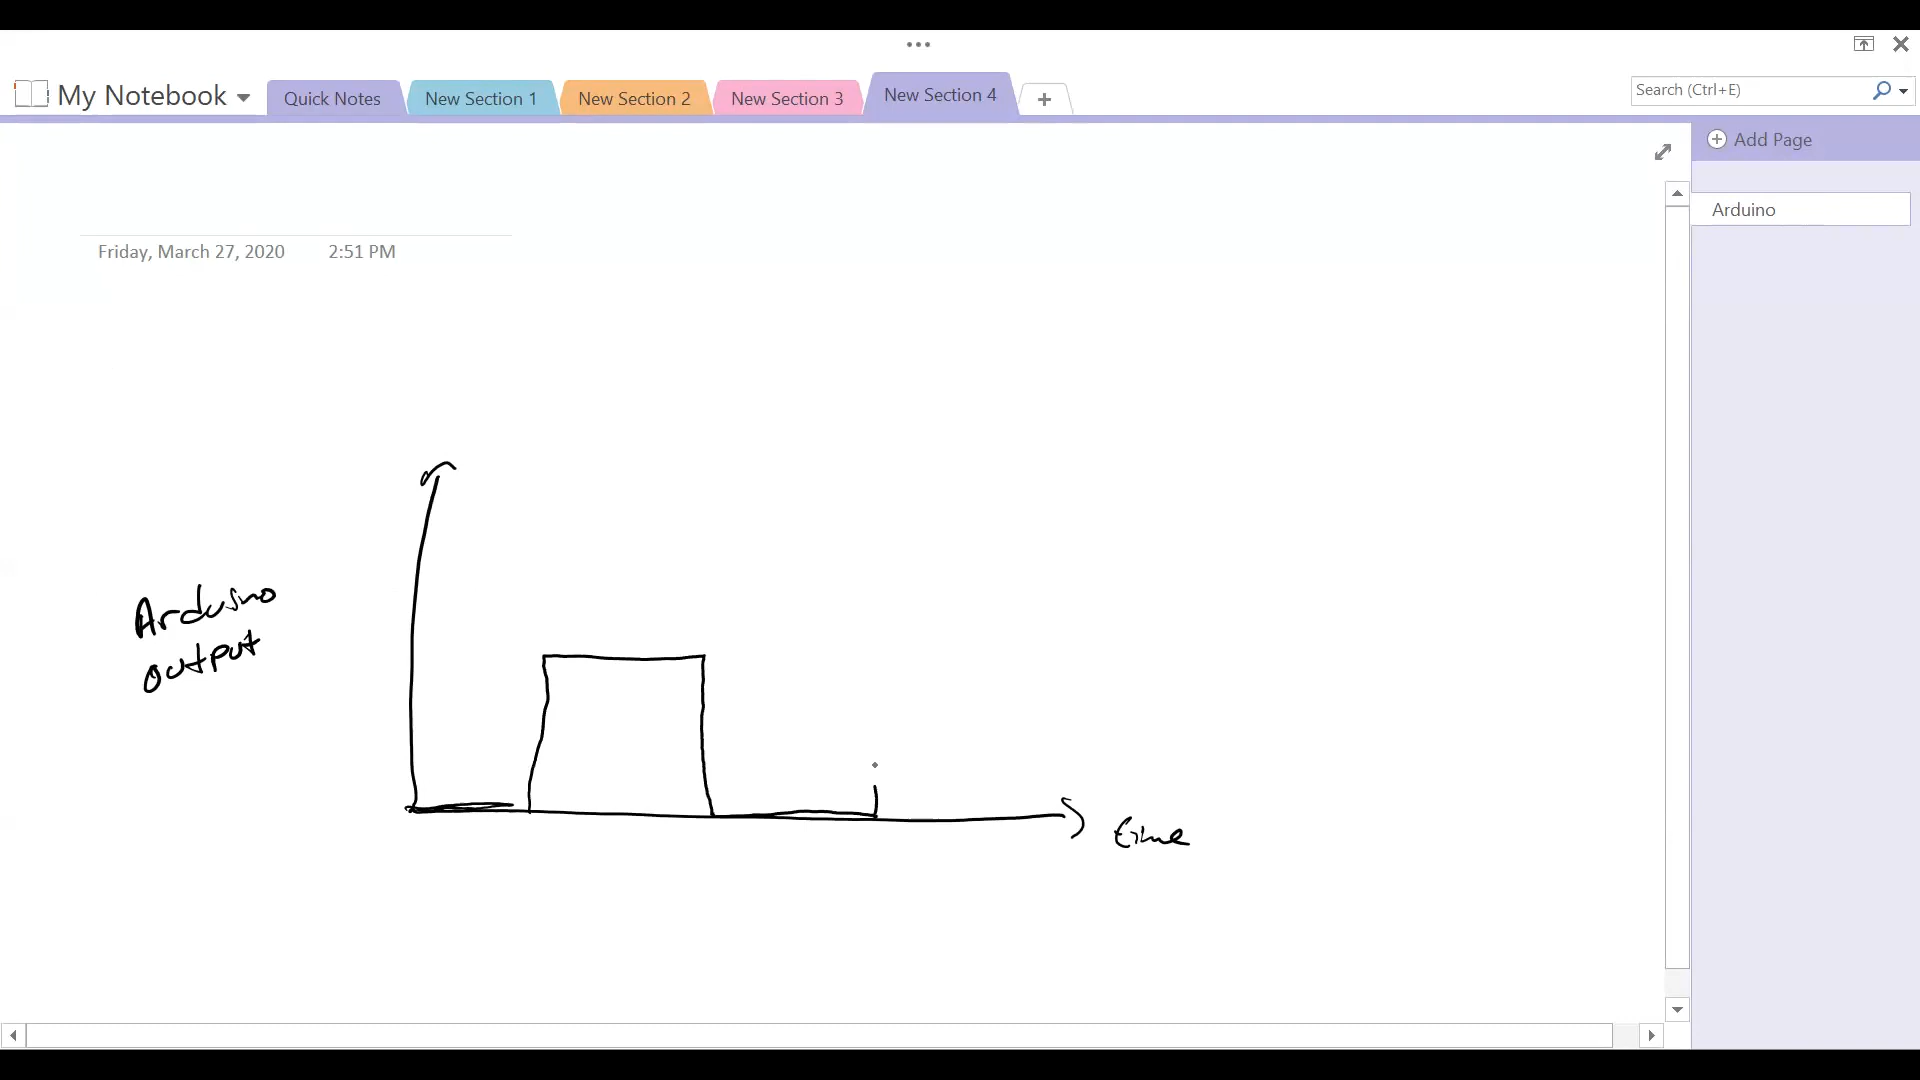 My Notebook
Quick Notes
New Section 1
New Section 2
New Section 3
New Section 4
Search (Ctrl+E)
Add Page
Arduino
Friday, March 27, 2020 2:51 PM
Arduino
output
time